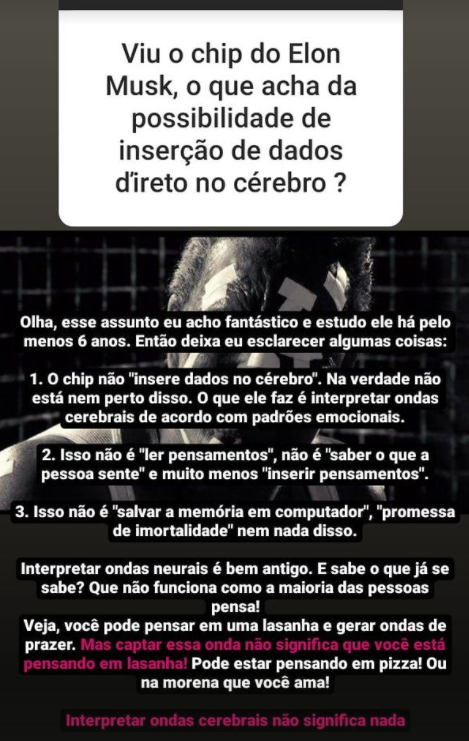 Viu o chip do Elon
Musk, o que acha da
possibilidade de
inserção de dados
d'ireto no cérebro ?
Olha, esse assunto eu acho fantástico e estudo ele há pelo
menos 6 anos. Então deixa eu esclarecer algumas coisas:
1. O chip não "insere dados no cérebro". Na verdade não
está nem perto disso. O que ele faz é interpretar ondas
cerebrais de acordo com padrões emocionais.
2. Isso não é "ler pensamentos", não é "saber o que a
pessoa sente" e muito menos "inserir pensamentos".
3. Isso não é "salvar a memória em computador", "promessa
de imortalidade" nem nada disso.
Interpretar ondas neurais é bem antigo. E sabe o que já se
sabe? Que não funciona como a maioria das pessoas
pensa!
Veja, você pode pensar em uma lasanha e gerar ondas de
prazer. Mas captar essa onda não significa que você está
pensando em lasanha! Pode estar pensando em pizza! Ou
na morena que você ama!
Interpretar ondas cerebrais não significa nada